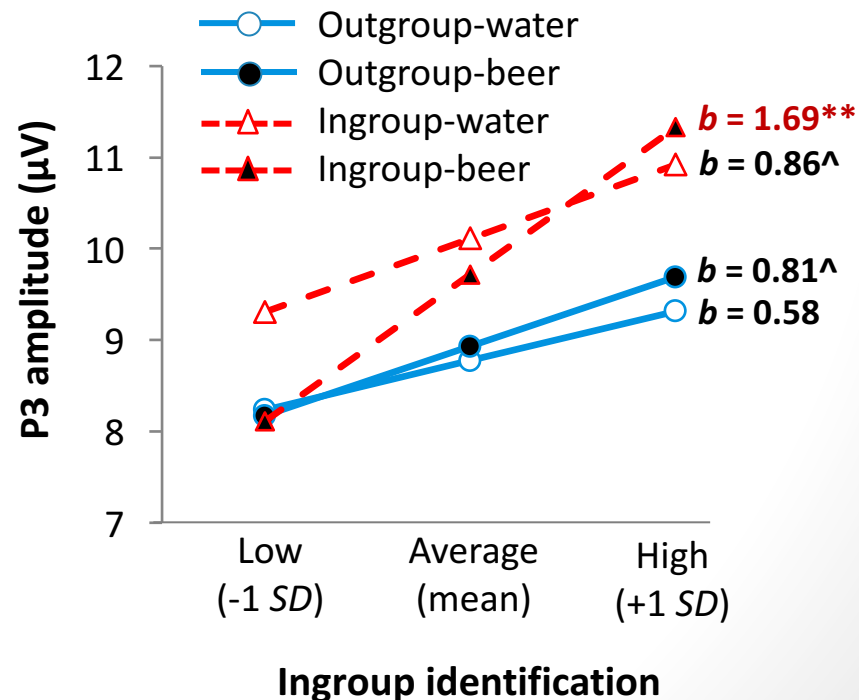 Outgroup-water
Outgroup-beer
Ingroup-water
Ingroup-beer
P3 amplitude (µV)
12
11
10
9
8
7
b = 1.69**
b = 0.86^
b = 0.81^
b = 0.58
Low
(-1 SD)
Average
(mean)
High
(+1 SD)
Ingroup identification